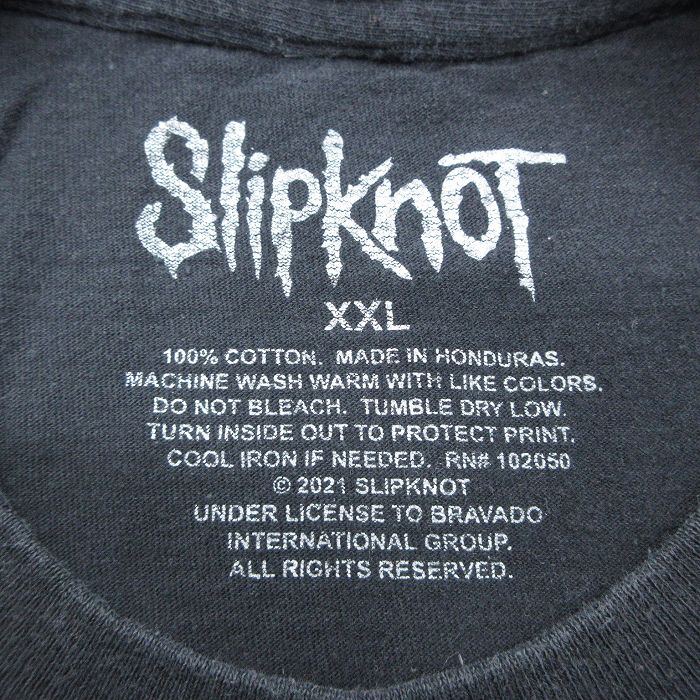 SlipknoT
XXL
100% COTTON. MADE IN HONDURAS.
MACHINE WASH WARM WITH LIKE COLORS.
DO NOT BLEACH. TUMBLE DRY LOW.
TURN INSIDE OUT TO PROTECT PRINT.
COOL IRON IF NEEDED. RN# 102050
© 2021 SLIPKNOT
UNDER LICENSE TO BRAVADO
INTERNATIONAL GROUP.
ALL RIGHTS RESERVED.